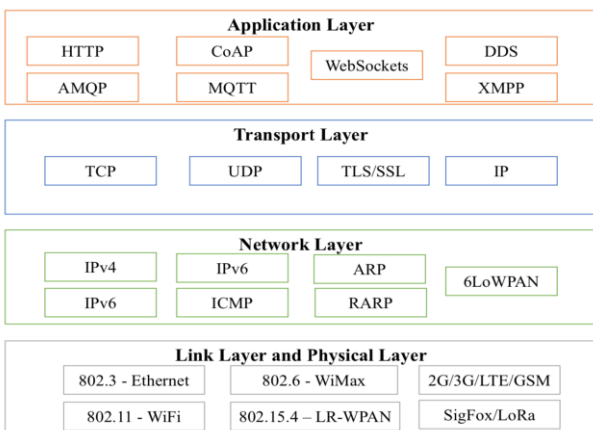 Application Layer
HTTP
CoAP
WebSockets
DDS
AMQP
MQTT
XMPP
Transport Layer
TCP
UDP
TLS/SSL
IP
Network Layer
IPv4
IPv6
ARP
6LoWPAN
IPv6
ICMP
RARP
Link Layer and Physical Layer
802.3 - Ethernet
802.6 - WiMax
2G/3G/LTE/GSM
802.11 - WiFi
802.15.4 – LR-WPAN
SigFox/LoRa